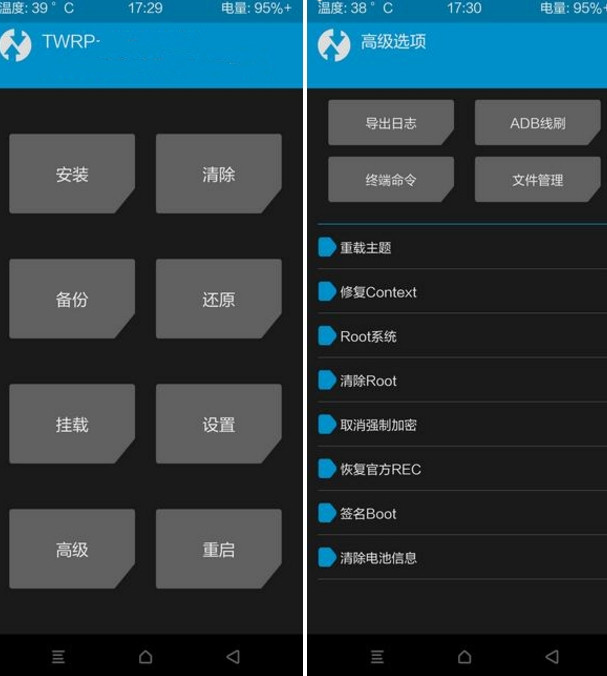 温度: 39 ° C 17:29 电量: 95%+
TWRP-
安装 清除
备份 还原
挂载 设置
高级 重启
温度: 38 ° C 17:30 电量: 95%+
高级选项
导出日志 ADB线刷
终端命令 文件管理
重载主题
修复Context
Root系统
清除Root
取消强制加密
恢复官方REC
签名Boot
清除电池信息